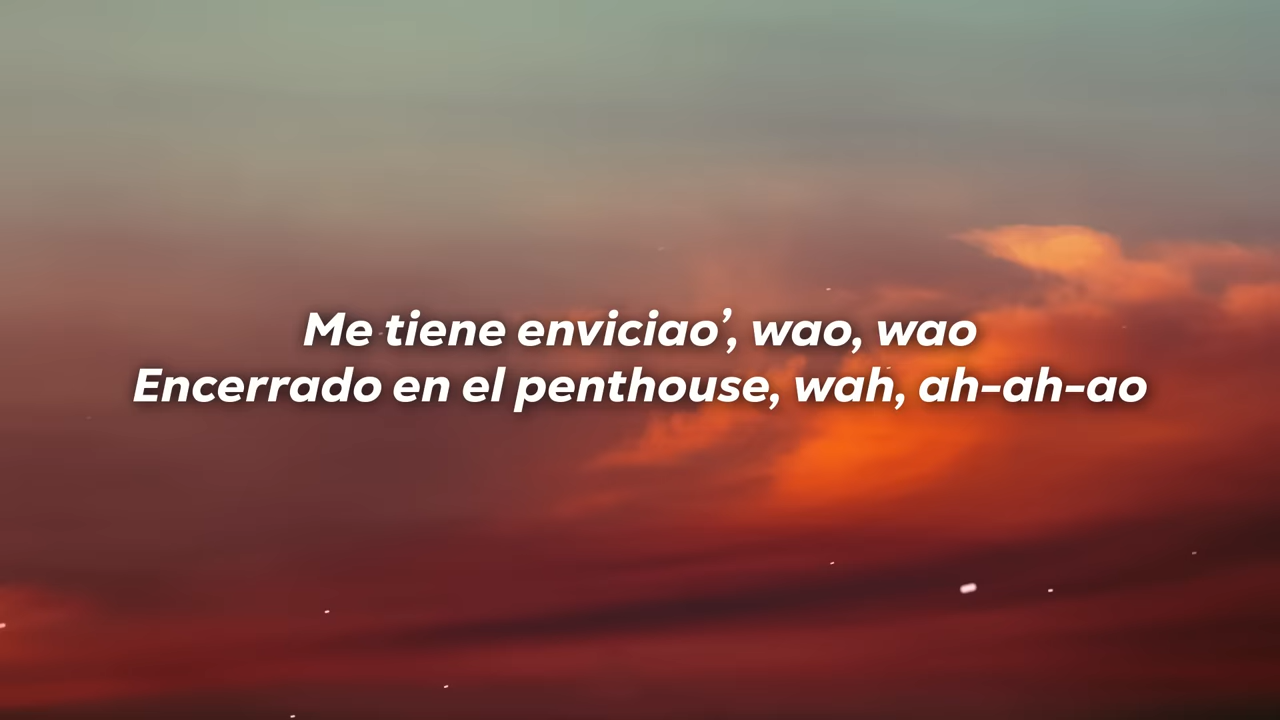 Me tiene enviciao’, wao, wao
Encerrado en el penthouse, wah, ah-ah-ao